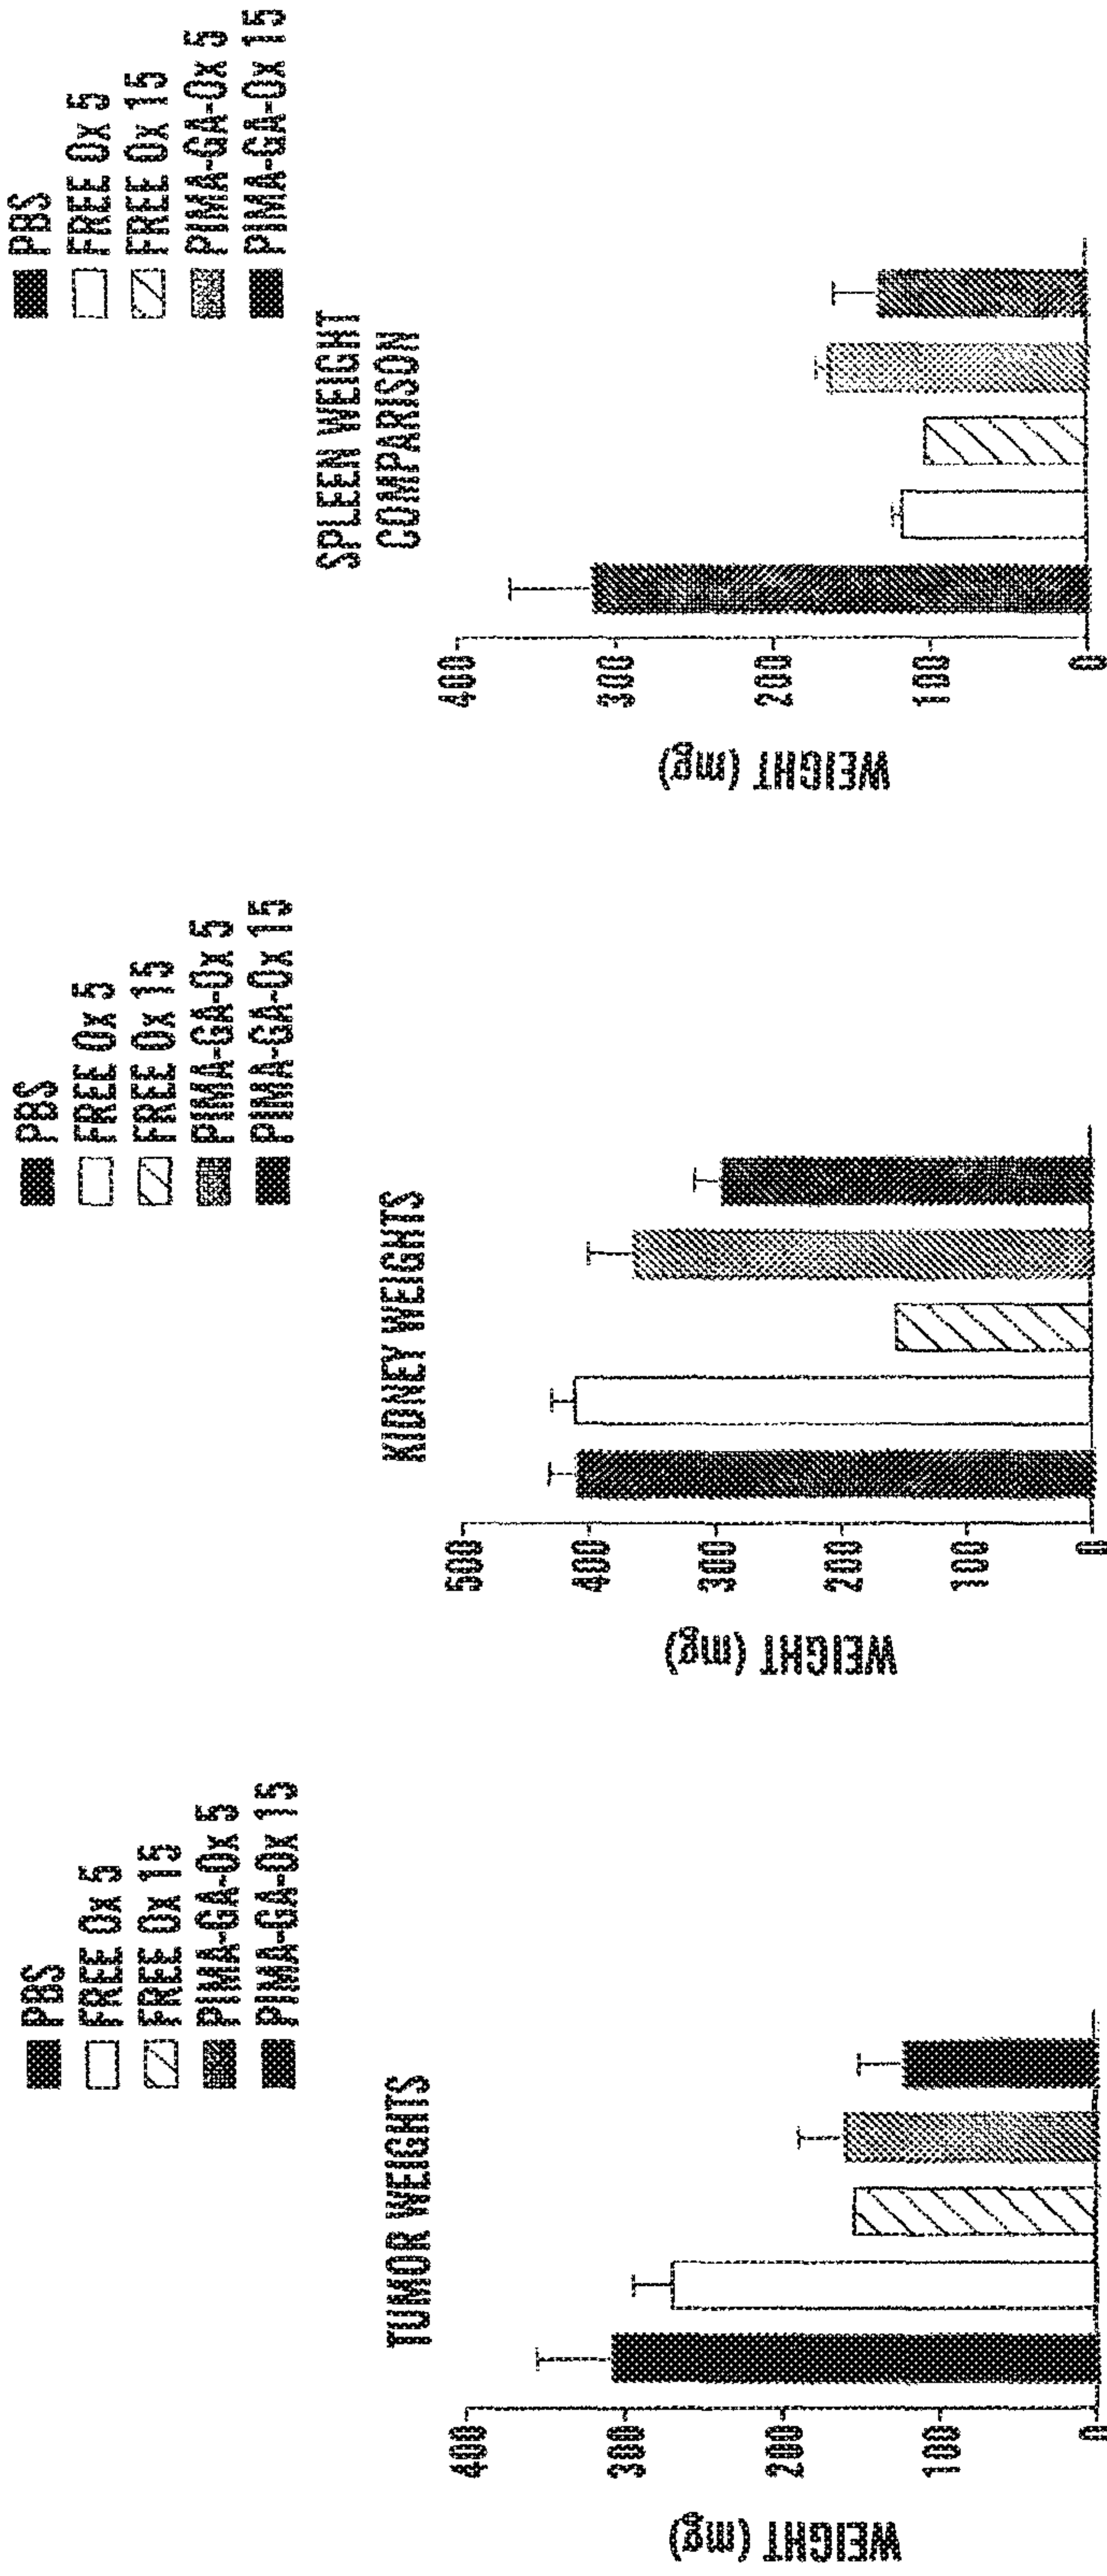 PBS
FREE Ox 5
FREE Ox 15
PIMA-GA-Ox 5
PIMA-GA-Ox 15
TUMOR WEIGHTS
WEIGHT (mg)
400
300
200
100
0
PBS
FREE Ox 5
FREE Ox 15
PIMA-GA-Ox 5
PIMA-GA-Ox 15
KIDNEY WEIGHTS
WEIGHT (mg)
500
400
300
200
100
0
PBS
FREE Ox 5
FREE Ox 15
PIMA-GA-Ox 5
PIMA-GA-Ox 15
SPLEEN WEIGHT
COMPARISON
WEIGHT (mg)
400
300
200
100
0